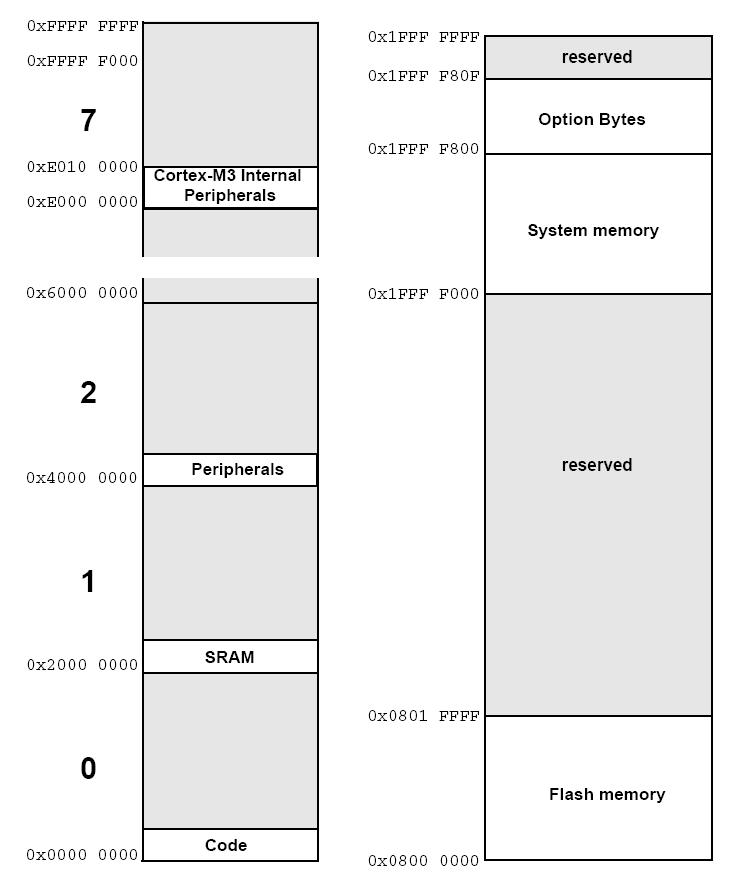 0xFFFF FFFF
0xFFFF F000
7
0xE010 0000
Cortex-M3 Internal
Peripherals
0xE000 0000
0x6000 0000
2
Peripherals
0x4000 0000
1
SRAM
0x2000 0000
0
Code
0x0000 0000
0x1FFF FFFF
reserved
0x1FFF F80F
Option Bytes
0x1FFF F800
System memory
0x1FFF F000
reserved
0x0801 FFFF
Flash memory
0x0800 0000